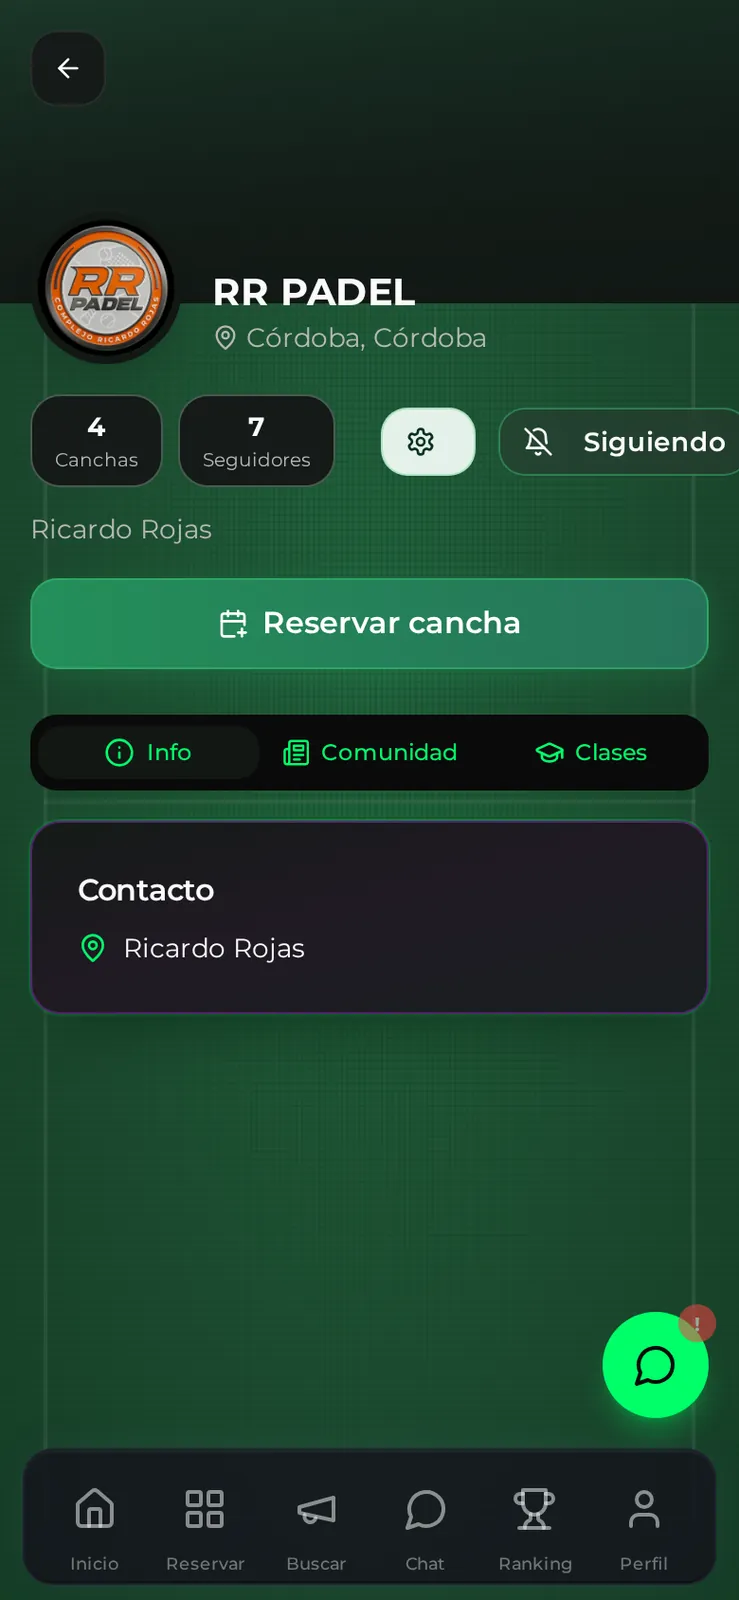 RR
PADEL
COMPLEJO RICARDO ROJAS
RR PADEL
Córdoba, Córdoba
4
Canchas
7
Seguidores
Siguiendo
Ricardo Rojas
Reservar cancha
Info
Comunidad
Clases
Contacto
Ricardo Rojas
!
Inicio
Reservar
Buscar
Chat
Ranking
Perfil